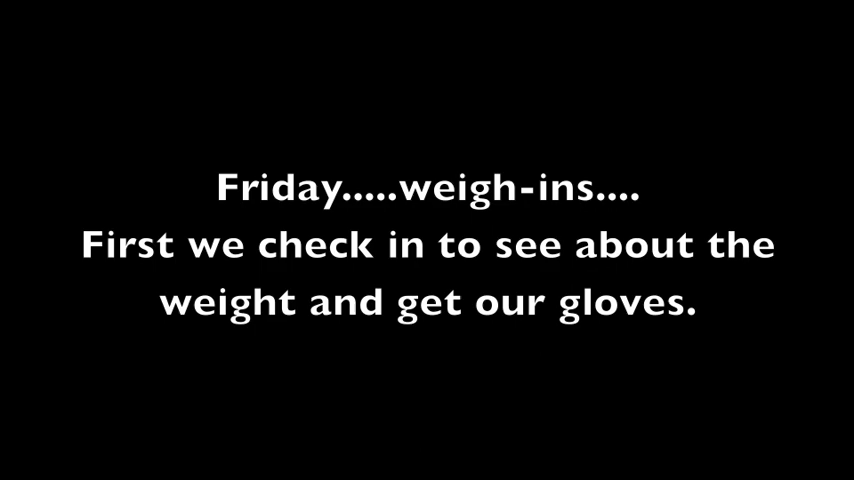 Friday.....weigh-ins....
First we check in to see about the
weight and get our gloves.